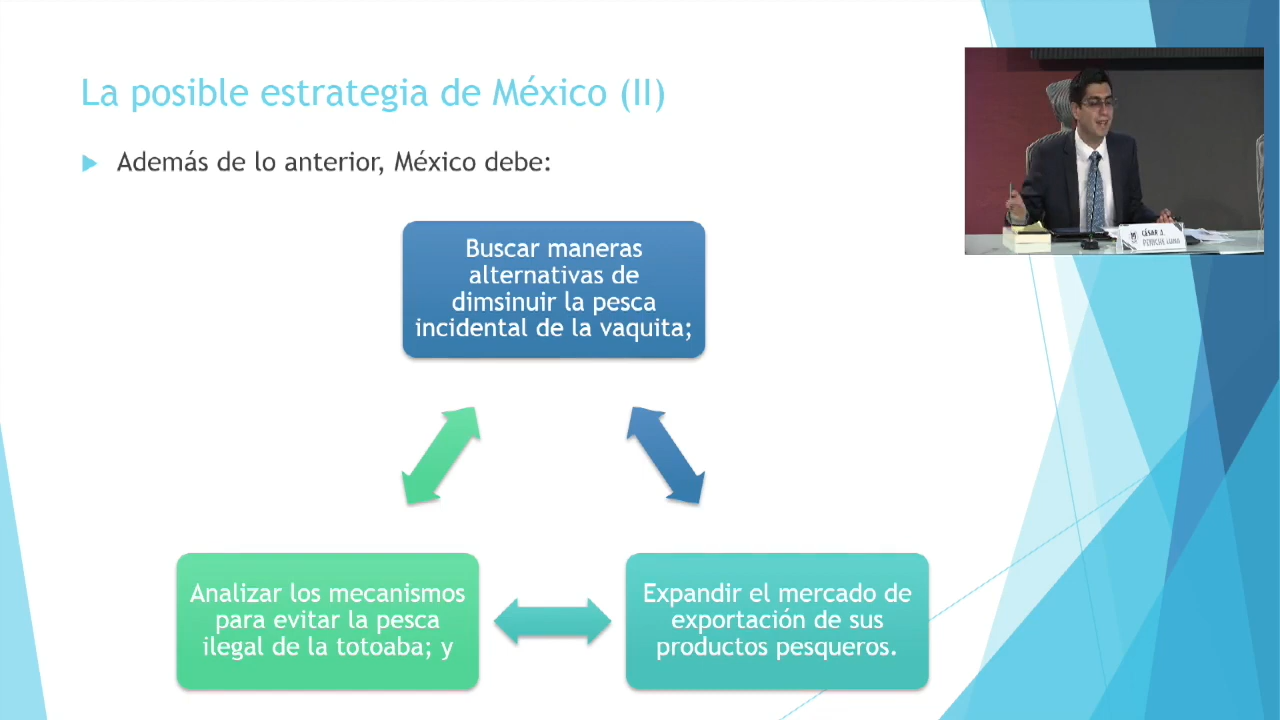 La posible estrategia de México (II)
Además de lo anterior, México debe:
Buscar maneras
alternativas de
dimsinuir la pesca
incidental de la vaquita;
Analizar los mecanismos
para evitar la pesca
ilegal de la totoaba; y
Expandir el mercado de
exportación de sus
productos pesqueros.
CÉSAR J.